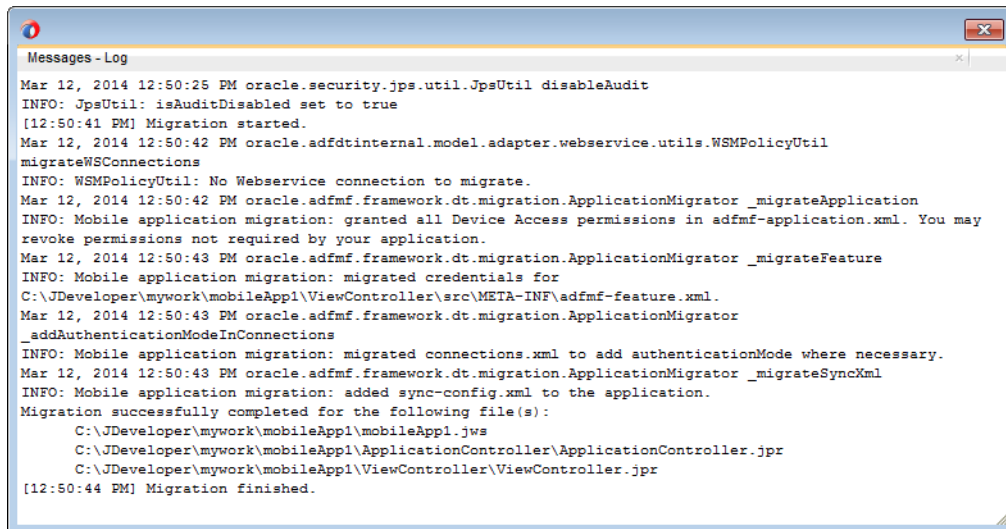 Messages - Log
Mar 12, 2014 12:50:25 PM oracle.security.jps.util.JpsUtil disableAudit
INFO: JpsUtil: isAuditDisabled set to true
[12:50:41 PM] Migration started.
Mar 12, 2014 12:50:42 PM oracle.adfdtinternal.model.adapter.webservice.utils.WSMPolicyUtil
migrateWSConnections
INFO: WSMPolicyUtil: No Webservice connection to migrate.
Mar 12, 2014 12:50:42 PM oracle.adfmf.framework.dt.migration.ApplicationMigrator _migrateApplication
INFO: Mobile application migration: granted all Device Access permissions in adfmf-application.xml. You may
revoke permissions not required by your application.
Mar 12, 2014 12:50:43 PM oracle.adfmf.framework.dt.migration.ApplicationMigrator _migrateFeature
INFO: Mobile application migration: migrated credentials for
C:\JDeveloper\mywork\mobileApp1\ViewController\src\META-INF\adfmf-feature.xml.
Mar 12, 2014 12:50:43 PM oracle.adfmf.framework.dt.migration.ApplicationMigrator
_addAuthenticationModeInConnections
INFO: Mobile application migration: migrated connections.xml to add authenticationMode where necessary.
Mar 12, 2014 12:50:43 PM oracle.adfmf.framework.dt.migration.ApplicationMigrator _migrateSyncXml
INFO: Mobile application migration: added sync-config.xml to the application.
Migration successfully completed for the following file(s):
C:\JDeveloper\mywork\mobileApp1\mobileApp1.jws
C:\JDeveloper\mywork\mobileApp1\ApplicationController\ApplicationController.jpr
C:\JDeveloper\mywork\mobileApp1\ViewController\ViewController.jpr
[12:50:44 PM] Migration finished.